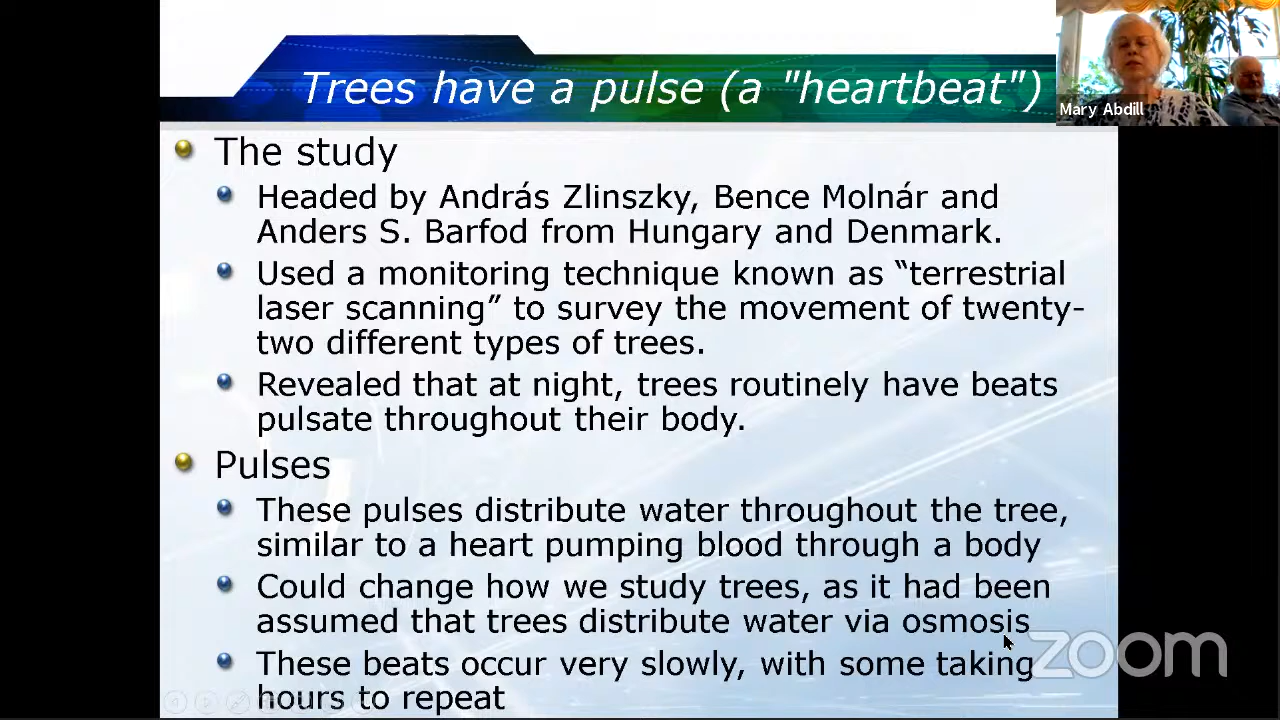 Trees have a pulse (a "heartbeat")
Mary Abdill
The study
Headed by András Zlinszky, Bence Molnár and
Anders S. Barfod from Hungary and Denmark.
Used a monitoring technique known as “terrestrial
laser scanning” to survey the movement of twenty-
two different types of trees.
Revealed that at night, trees routinely have beats
pulsate throughout their body.
Pulses
These pulses distribute water throughout the tree,
similar to a heart pumping blood through a body
Could change how we study trees, as it had been
assumed that trees distribute water via osmosis
These beats occur very slowly, with some taking
hours to repeat
zoom